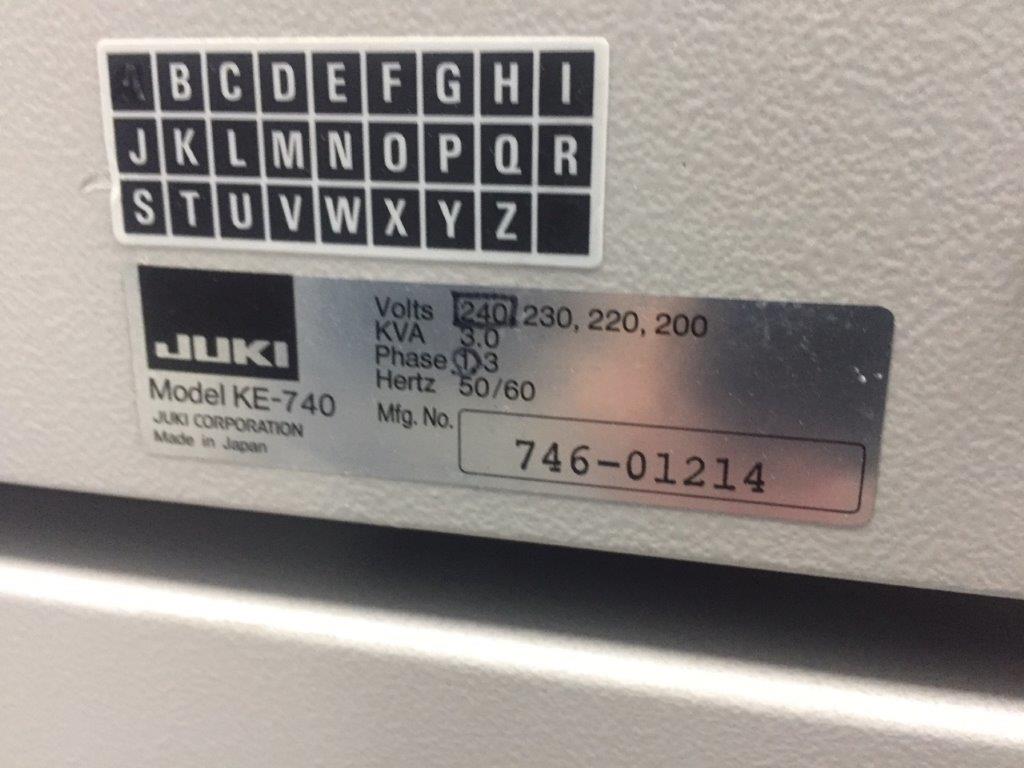 A B C D E F G H I
J K L M N O P Q R
S T U V W X Y Z
JUKI
Model KE-740
JUKI CORPORATION
Made in Japan
Volts 240, 230, 220, 200
KVA 3.0
Phase 1, 3
Hertz 50/60
Mfg. No. 746-01214